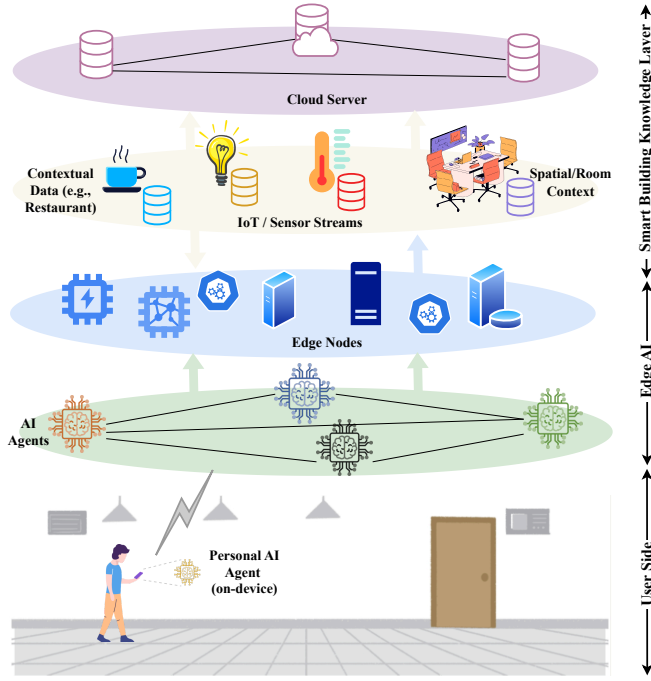 Cloud Server
Contextual
Data (e.g.,
Restaurant)
Spatial/Room
Context
IoT / Sensor Streams
Edge Nodes
AI
Agents
Personal AI
Agent
(on-device)
Smart Building Knowledge Layer
Edge AI
User Side